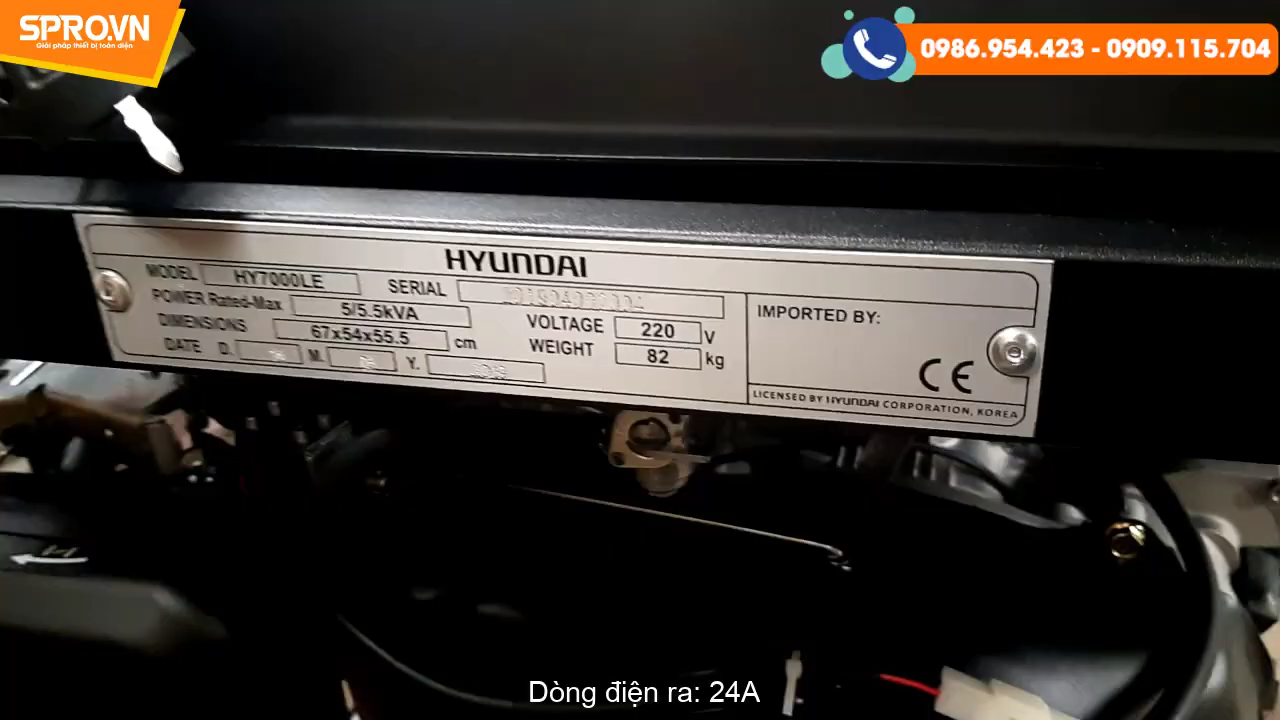 SPRO.VN
Giải pháp thiết bị toàn diện
0986.954.423 - 0909.115.704
HYUNDAI
MODEL HY7000LE SERIAL
POWER Rated-Max 5/5.5kVA VOLTAGE 220 V
DIMENSIONS 67x54x55.5 cm WEIGHT 82 kg
DATE D. M. Y.
IMPORTED BY:
CE
LICENSED BY HYUNDAI CORPORATION, KOREA
Dòng điện ra: 24A